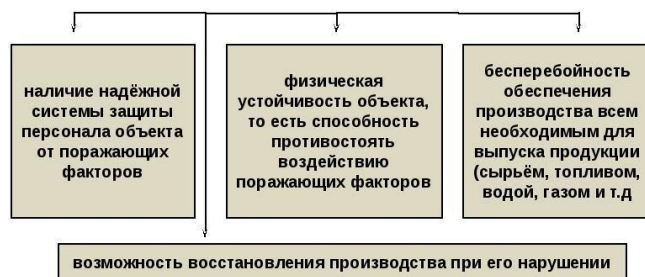 наличие надёжной
системы защиты
персонала объекта
от поражающих
факторов
физическая
устойчивость объекта,
то есть способность
противостоять
воздействию
поражающих факторов
бесперебойность
обеспечения
производства всем
необходимым для
выпуска продукции
(сырьём, топливом,
водой, газом и т.д
возможность восстановления производства при его нарушении